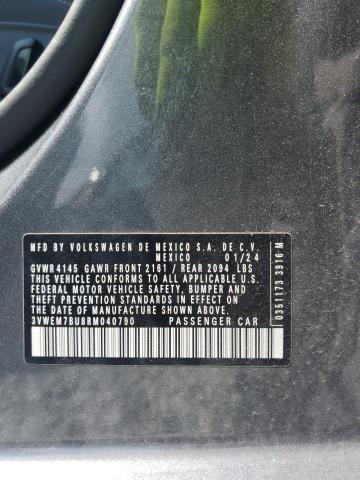 MFD BY VOLKSWAGEN DE MEXICO S.A. DE C.V.
MEXICO 01/24
GVWR 4145 GAWR FRONT 2161 / REAR 2094 LBS
THIS VEHICLE CONFORMS TO ALL APPLICABLE U.S.
FEDERAL MOTOR VEHICLE SAFETY, BUMPER, AND
THEFT PREVENTION STANDARDS IN EFFECT ON THE
DATE OF MANUFACTURE SHOWN ABOVE.
3VWEM7BU8RM040790 PASSENGER CAR
0351173 3916 M